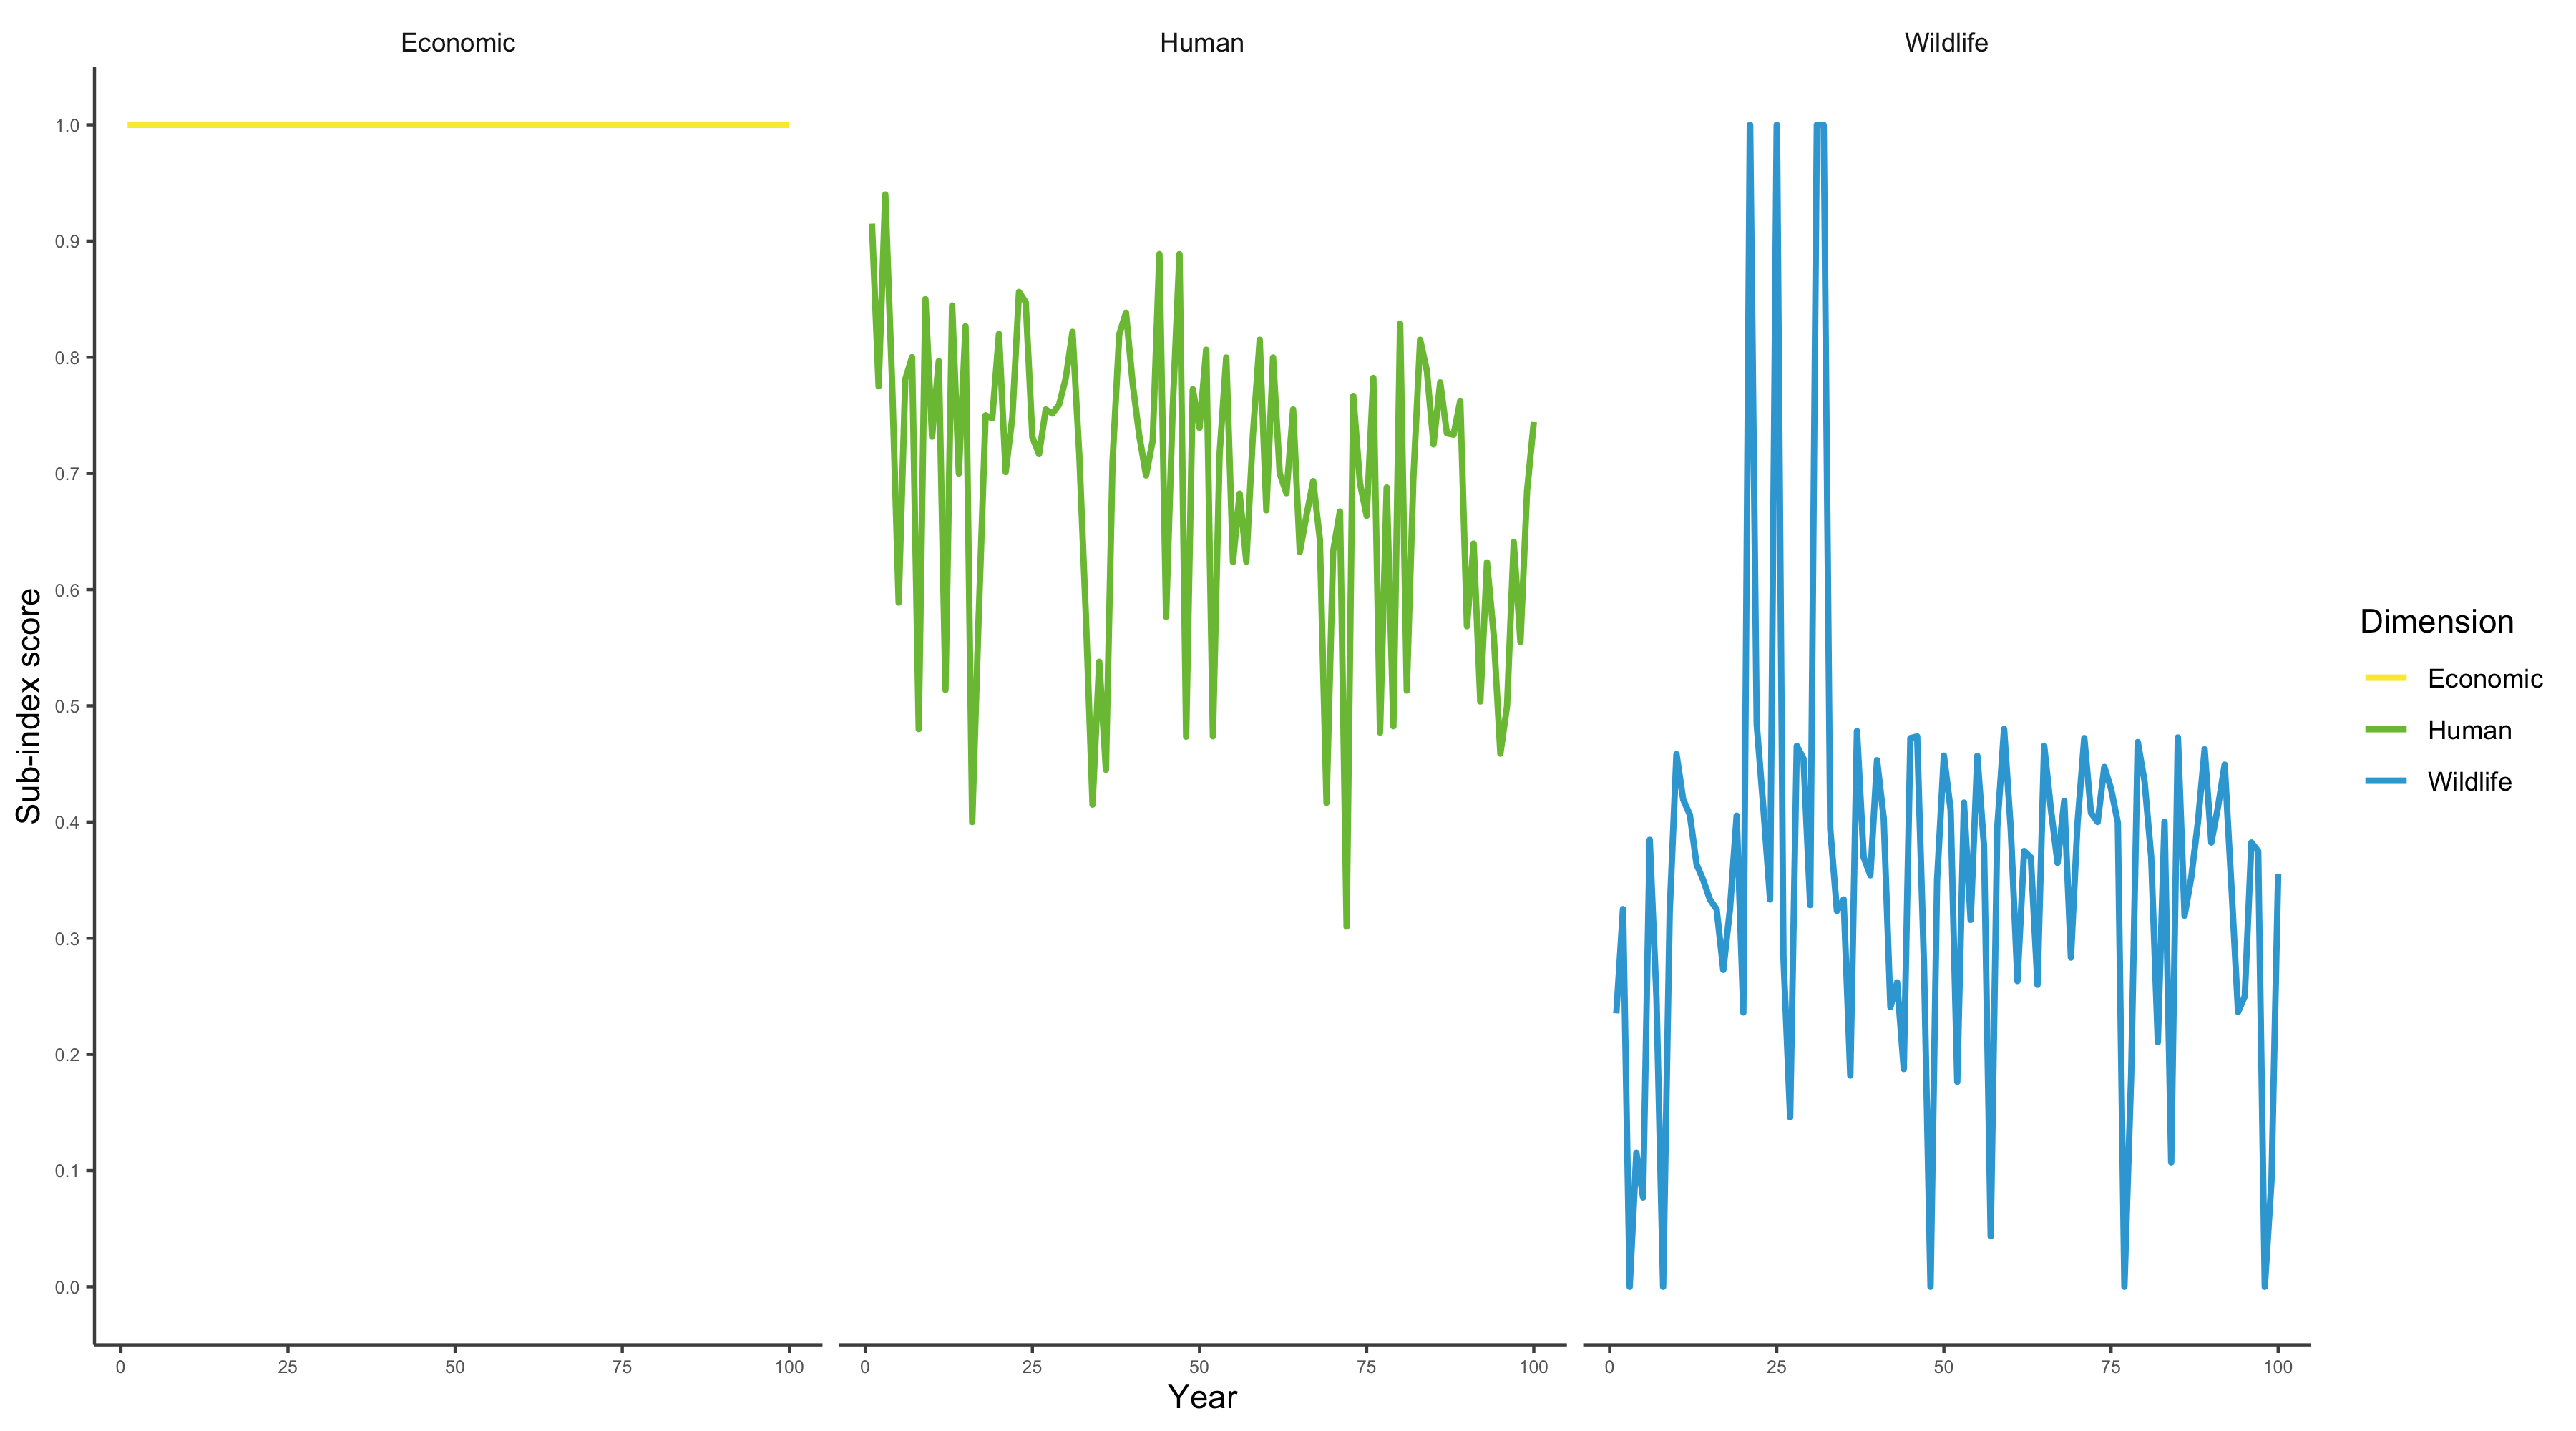 Economic Human Wildlife
Sub-index score
1.0
0.9
0.8
0.7
0.6
0.5
0.4
0.3
0.2
0.1
0.0
0 25 50 75 100 0 25 50 75 100 0 25 50 75 100
Year
Dimension
Economic
Human
Wildlife